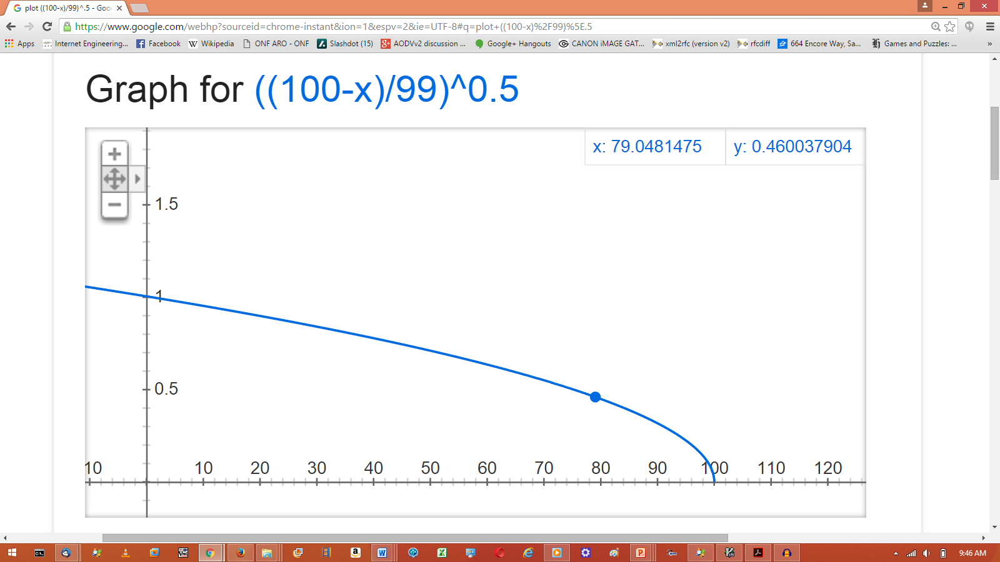 plot ((100-x)/99)^.5 - Goo
https://www.google.com/webhp?sourceid=chrome-instant&ion=1&espv=2&ie=UTF-8#q=plot+((100-x)%2F99)%5E.5
Apps Internet Engineering... Facebook Wikipedia ONF ARO - ONF Slashdot (15) AODVv2 discussion ... Google+ Hangouts CANON iMAGE GAT... xml2rfc (version v2) rfcdiff 664 Encore Way, Sa... Games and Puzzles: ... »
Graph for ((100-x)/99)^0.5
x: 79.0481475 y: 0.460037904
1.5
1
0.5
10 10 20 30 40 50 60 70 80 90 100 110 120
9:46 AM